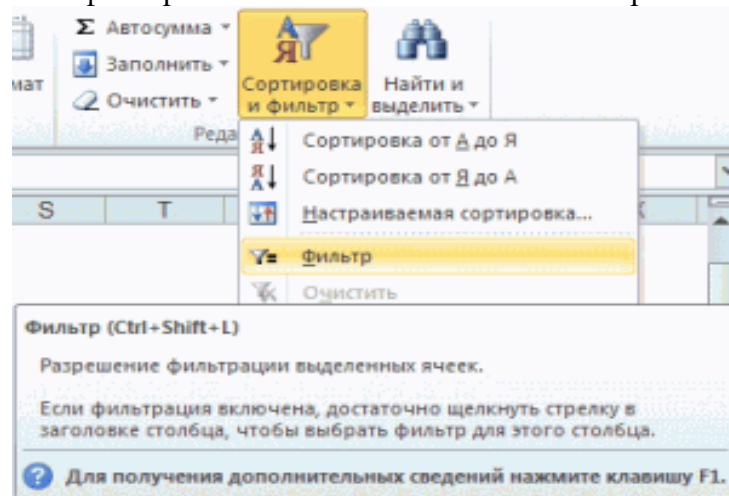 Σ Автосумма
Заполнить
Очистить
Сортировка
и фильтр
Найти и
выделить
мат
Реда
Сортировка от А до Я
Сортировка от Я до А
Настраиваемая сортировка...
Фильтр
Очистить
S T
Фильтр (Ctrl+Shift+L)
Разрешение фильтрации выделенных ячеек.
Если фильтрация включена, достаточно щелкнуть стрелку в
заголовке столбца, чтобы выбрать фильтр для этого столбца.
Для получения дополнительных сведений нажмите клавишу F1.